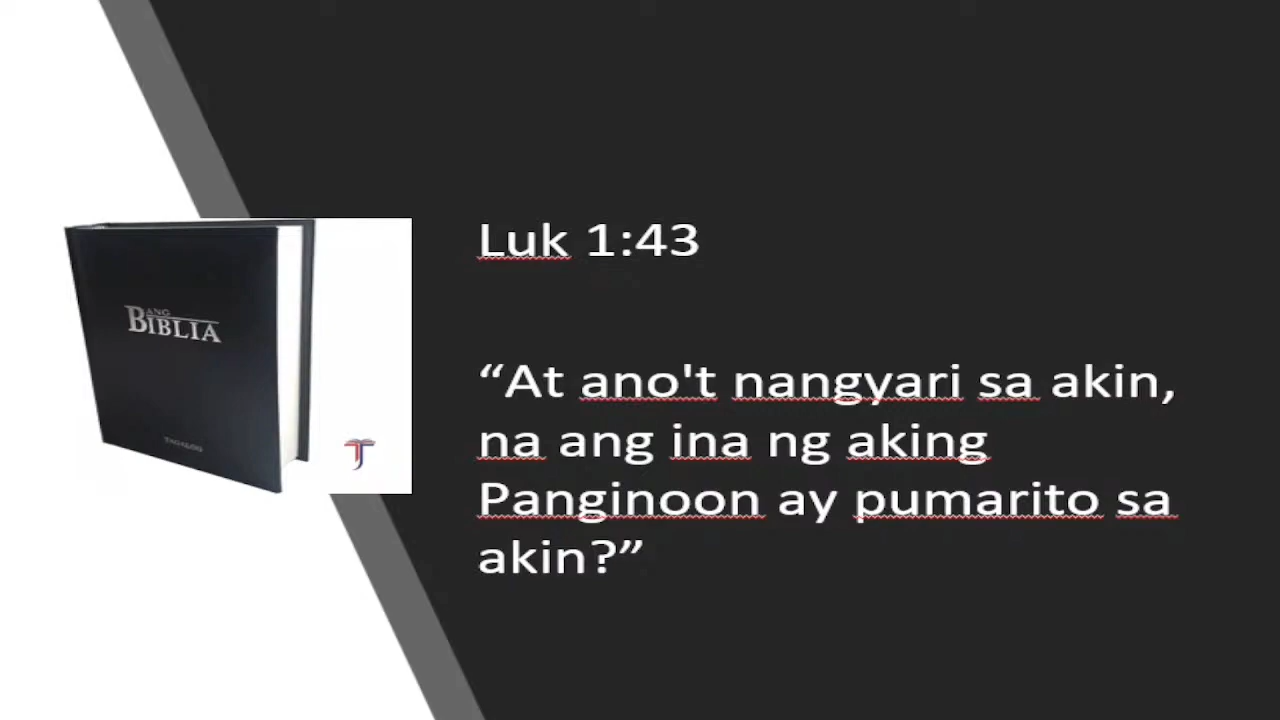 ANG
BIBLIA
TAGALOG
Luk 1:43
“At ano't nangyari sa akin,
na ang ina ng aking
Panginoon ay pumarito sa
akin?”